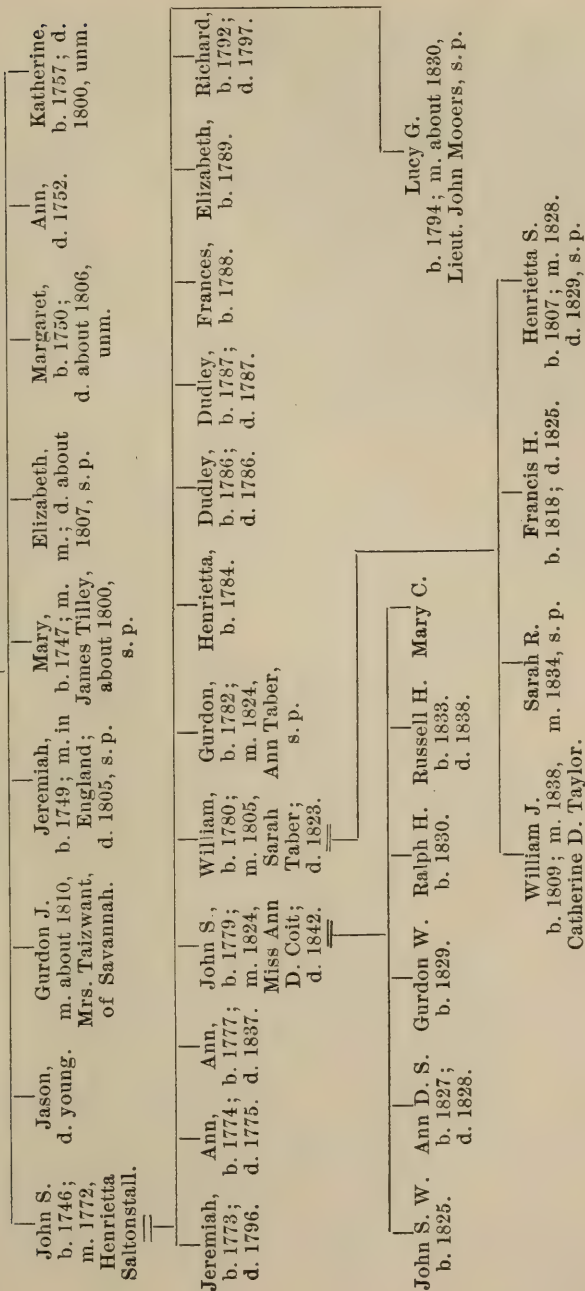 John S.
b. 1746;
m. 1772,
Henrietta
Saltonstall.
Jason,
d. young.
Gurdon J.
m. about 1810,
Mrs. Taizwant,
of Savannah.
Jeremiah,
b. 1749; m. in
England;
d. 1805, s. p.
Mary,
b. 1747; m.
James Tilley,
about 1800,
s. p.
Elizabeth,
m.; d. about
1807, s. p.
Margaret,
b. 1750;
d. about 1806,
unm.
Ann,
d. 1752.
Katherine,
b. 1757; d.
1800, unm.
Jeremiah,
b. 1773;
d. 1796.
Ann,
b. 1774;
d. 1775.
Ann,
b. 1777;
d. 1837.
John S.,
b. 1779;
m. 1824,
Miss Ann
D. Coit;
d. 1842.
William,
b. 1780;
m. 1805,
Sarah
Taber;
d. 1823.
Gurdon,
b. 1782;
m. 1824,
Ann Taber,
s. p.
Henrietta,
b. 1784.
Dudley,
b. 1786;
d. 1786.
Dudley,
b. 1787;
d. 1787.
Frances,
b. 1788.
Elizabeth,
b. 1789.
Richard,
b. 1792;
d. 1797.
Lucy G.
b. 1794; m. about 1830,
Lieut. John Mooers, s. p.
John S. W.
b. 1825.
Ann D. S.
b. 1827;
d. 1828.
Gurdon W.
b. 1829.
Ralph H.
b. 1830.
Russell H.
b. 1833.
d. 1838.
Mary C.
William J.
b. 1809; m. 1838,
Catherine D. Taylor.
Sarah R.
m. 1834, s. p.
Francis H.
b. 1818; d. 1825.
Henrietta S.
b. 1807; m. 1828.
d. 1829, s. p.